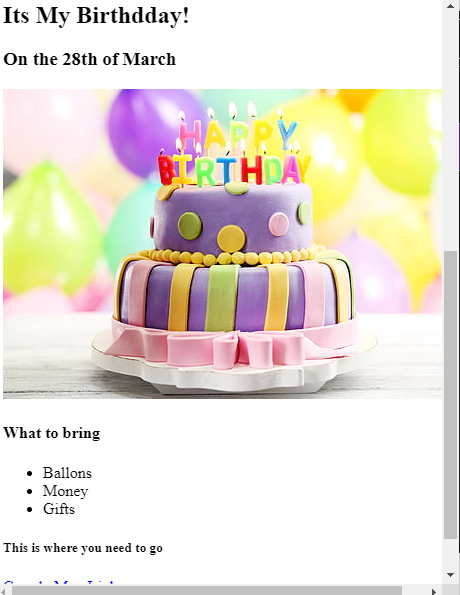 Its My Birthdday!
On the 28th of March
HAPPY
BIRTHDAY
What to bring
Ballons
Money
Gifts
This is where you need to go